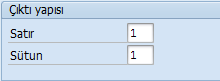 Çıktı yapısı
Satır 1
Sütun 1